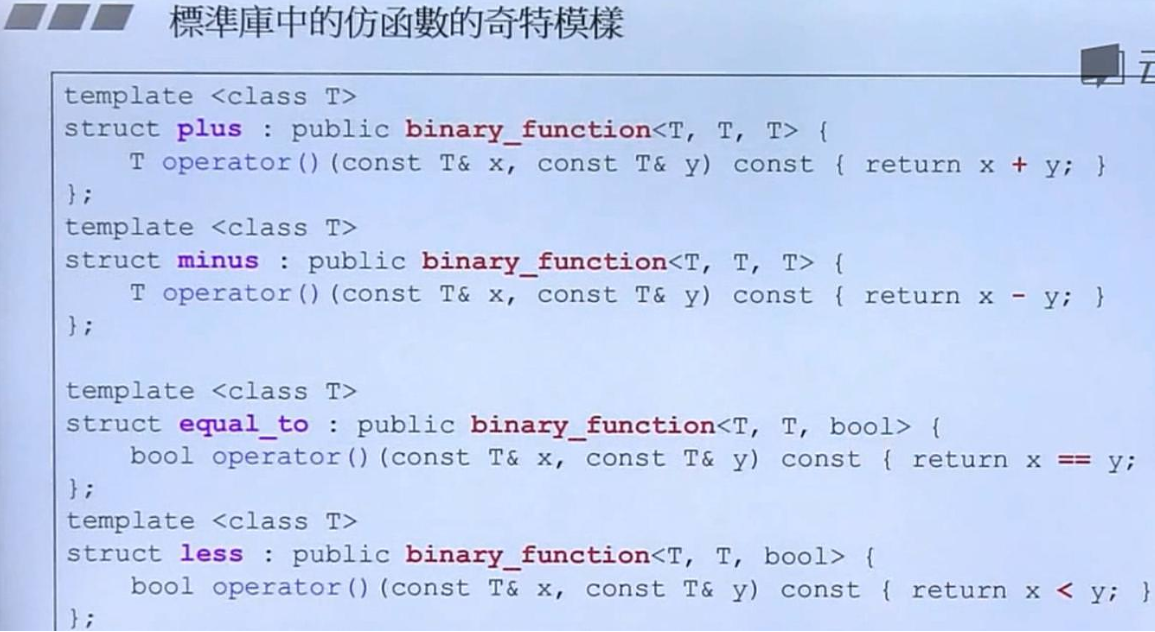 標準庫中的仿函數的奇特模樣
template <class T>
struct plus : public binary_function<T, T, T> {
    T operator()(const T& x, const T& y) const { return x + y; }
};
template <class T>
struct minus : public binary_function<T, T, T> {
    T operator()(const T& x, const T& y) const { return x - y; }
};
template <class T>
struct equal_to : public binary_function<T, T, bool> {
    bool operator()(const T& x, const T& y) const { return x == y;
};
template <class T>
struct less : public binary_function<T, T, bool> {
    bool operator()(const T& x, const T& y) const { return x < y; }
};